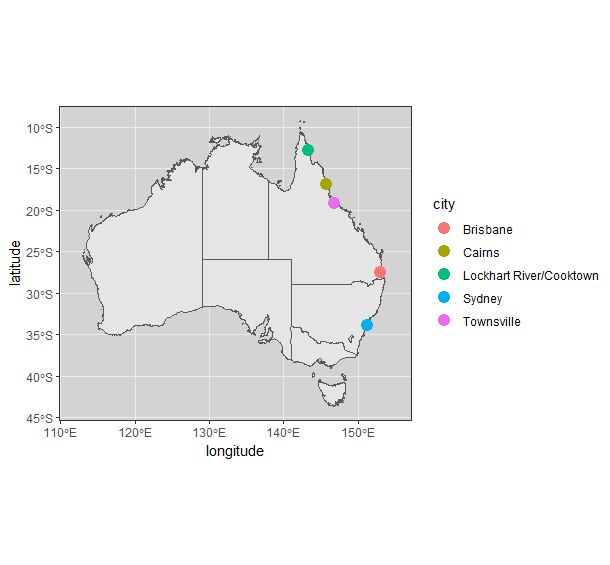 city
Brisbane
Cairns
Lockhart River/Cooktown
Sydney
Townsville
latitude
10°S
15°S
20°S
25°S
30°S
35°S
40°S
45°S
110°E
120°E
130°E
140°E
150°E
longitude